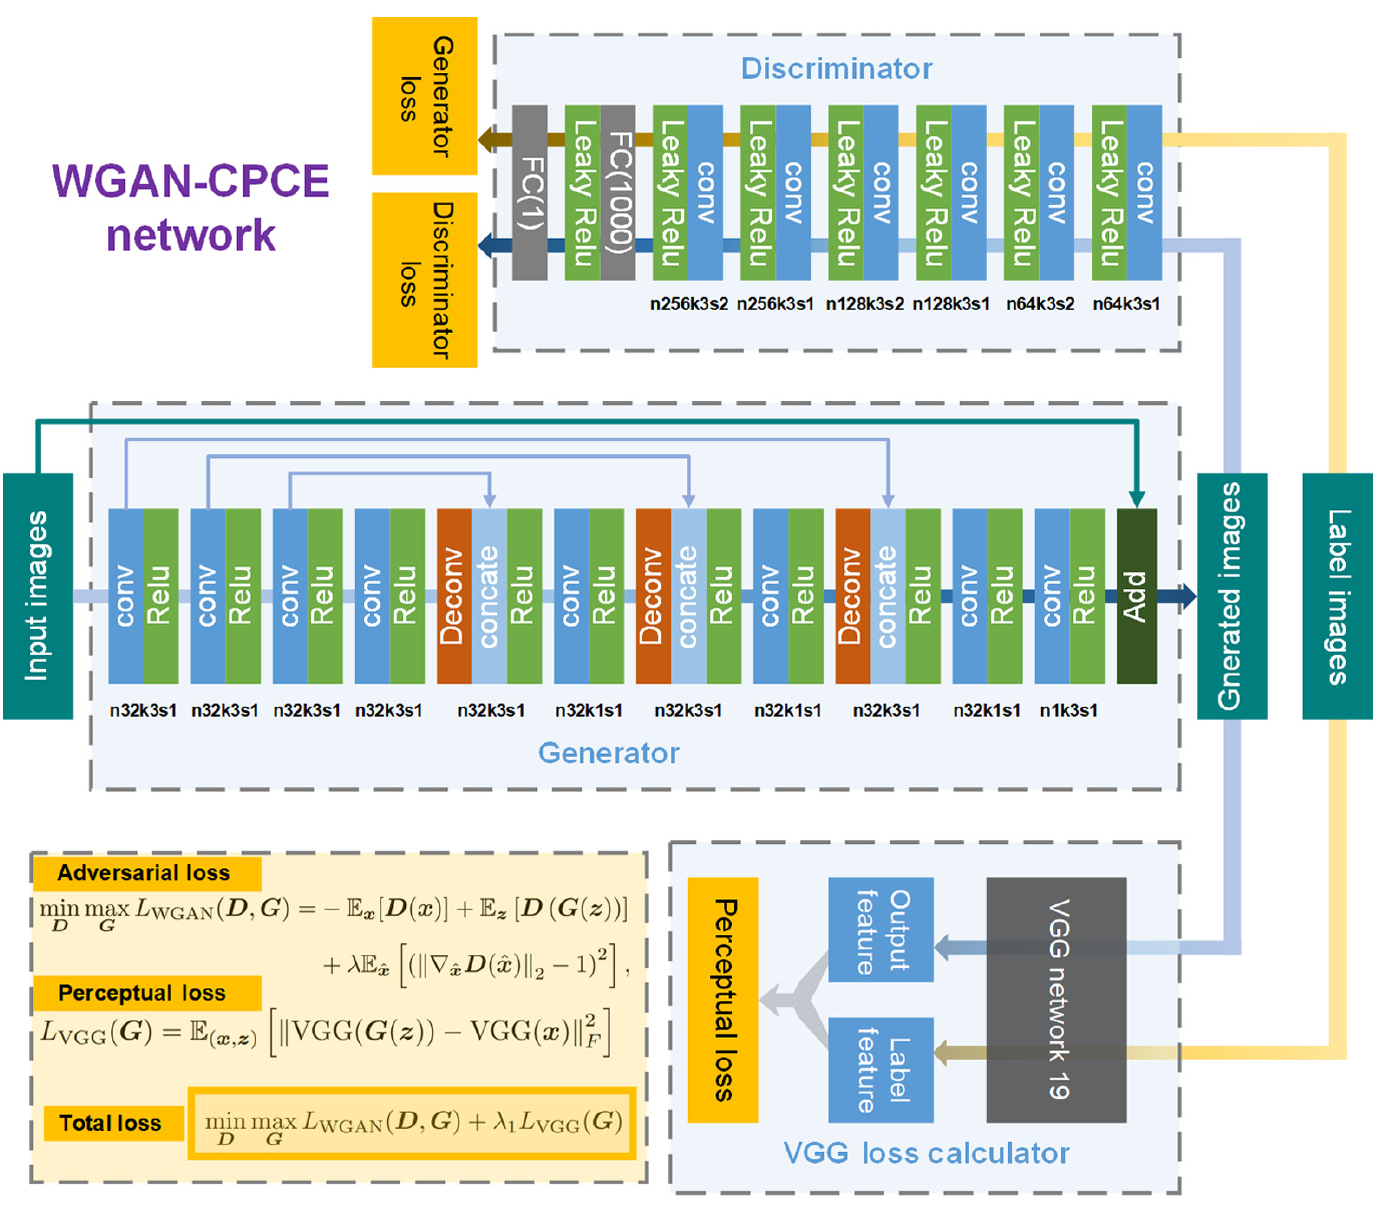 WGAN-CPCE
network
Generator
loss
Discriminator
loss
Discriminator
FC(1)
Leaky Relu
FC(1000)
Leaky Relu
conv
Leaky Relu
conv
Leaky Relu
conv
Leaky Relu
conv
Leaky Relu
conv
Leaky Relu
conv
n256k3s2
n256k3s1
n128k3s2
n128k3s1
n64k3s2
n64k3s1
Input images
conv
Relu
conv
Relu
conv
Relu
conv
Relu
Deconv
concate
Relu
conv
Relu
Deconv
concate
Relu
conv
Relu
Deconv
concate
Relu
conv
Relu
conv
Relu
Add
Gnerated images
Label images
n32k3s1
n32k3s1
n32k3s1
n32k3s1
n32k3s1
n32k1s1
n32k3s1
n32k1s1
n32k3s1
n32k1s1
n1k3s1
Generator
Adversarial loss
min_D max_G L_WGAN(D, G) = − 𝔼_x[D(x)] + 𝔼_z [D (G(z))]
+ λ𝔼_x̂ [(‖∇_x̂ D(x̂)‖_2 − 1)^2] ,
Perceptual loss
L_VGG(G) = 𝔼_(x,z) [‖VGG(G(z)) − VGG(x)‖_F^2]
Total loss
min_D max_G L_WGAN(D, G) + λ_1 L_VGG(G)
Perceptual loss
Output
feature
Label
feature
VGG network 19
VGG loss calculator